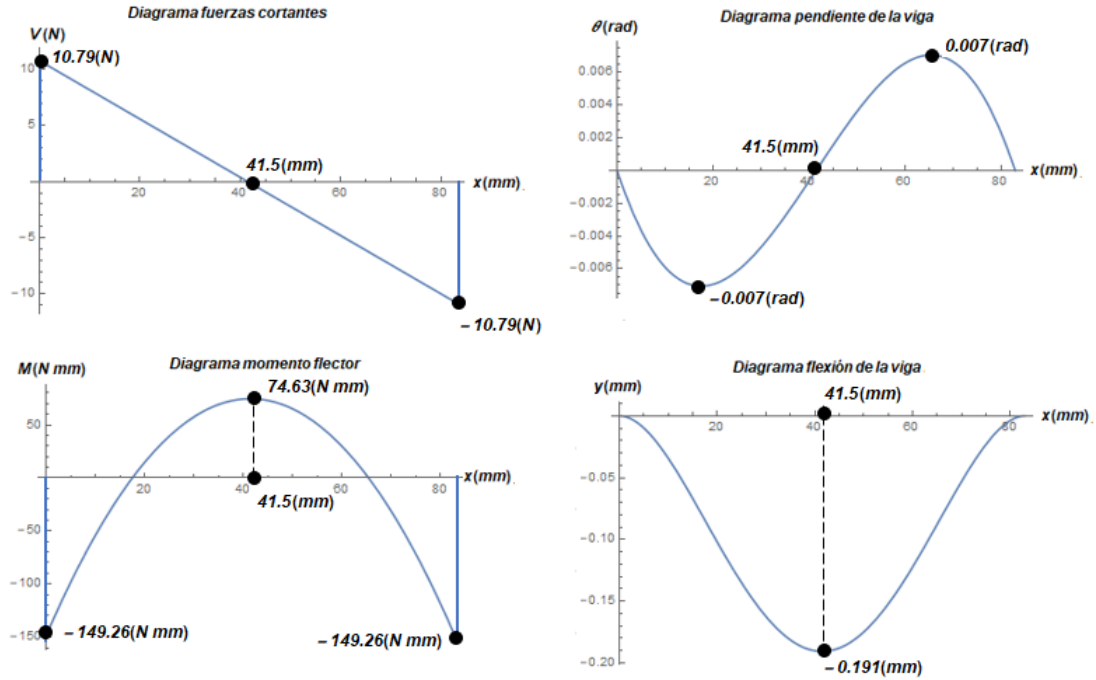 Diagrama fuerzas cortantes
V(N)
10.79(N)
10
5
41.5(mm)
x(mm).
20
40
60
80
−5
−10
−10.79(N)
Diagrama pendiente de la viga
θ(rad)
0.007(rad)
0.006
0.004
0.002
41.5(mm)
x(mm).
20
40
60
80
−0.002
−0.004
−0.006
−0.007(rad)
Diagrama momento flector
M(N mm)
74.63(N mm)
50
x(mm).
20
40
60
80
41.5(mm)
−50
−100
−149.26(N mm)
−149.26(N mm)
−150
Diagrama flexión de la viga
y(mm)
41.5(mm)
x(mm).
20
40
60
80
−0.05
−0.10
−0.15
−0.191(mm)
−0.20